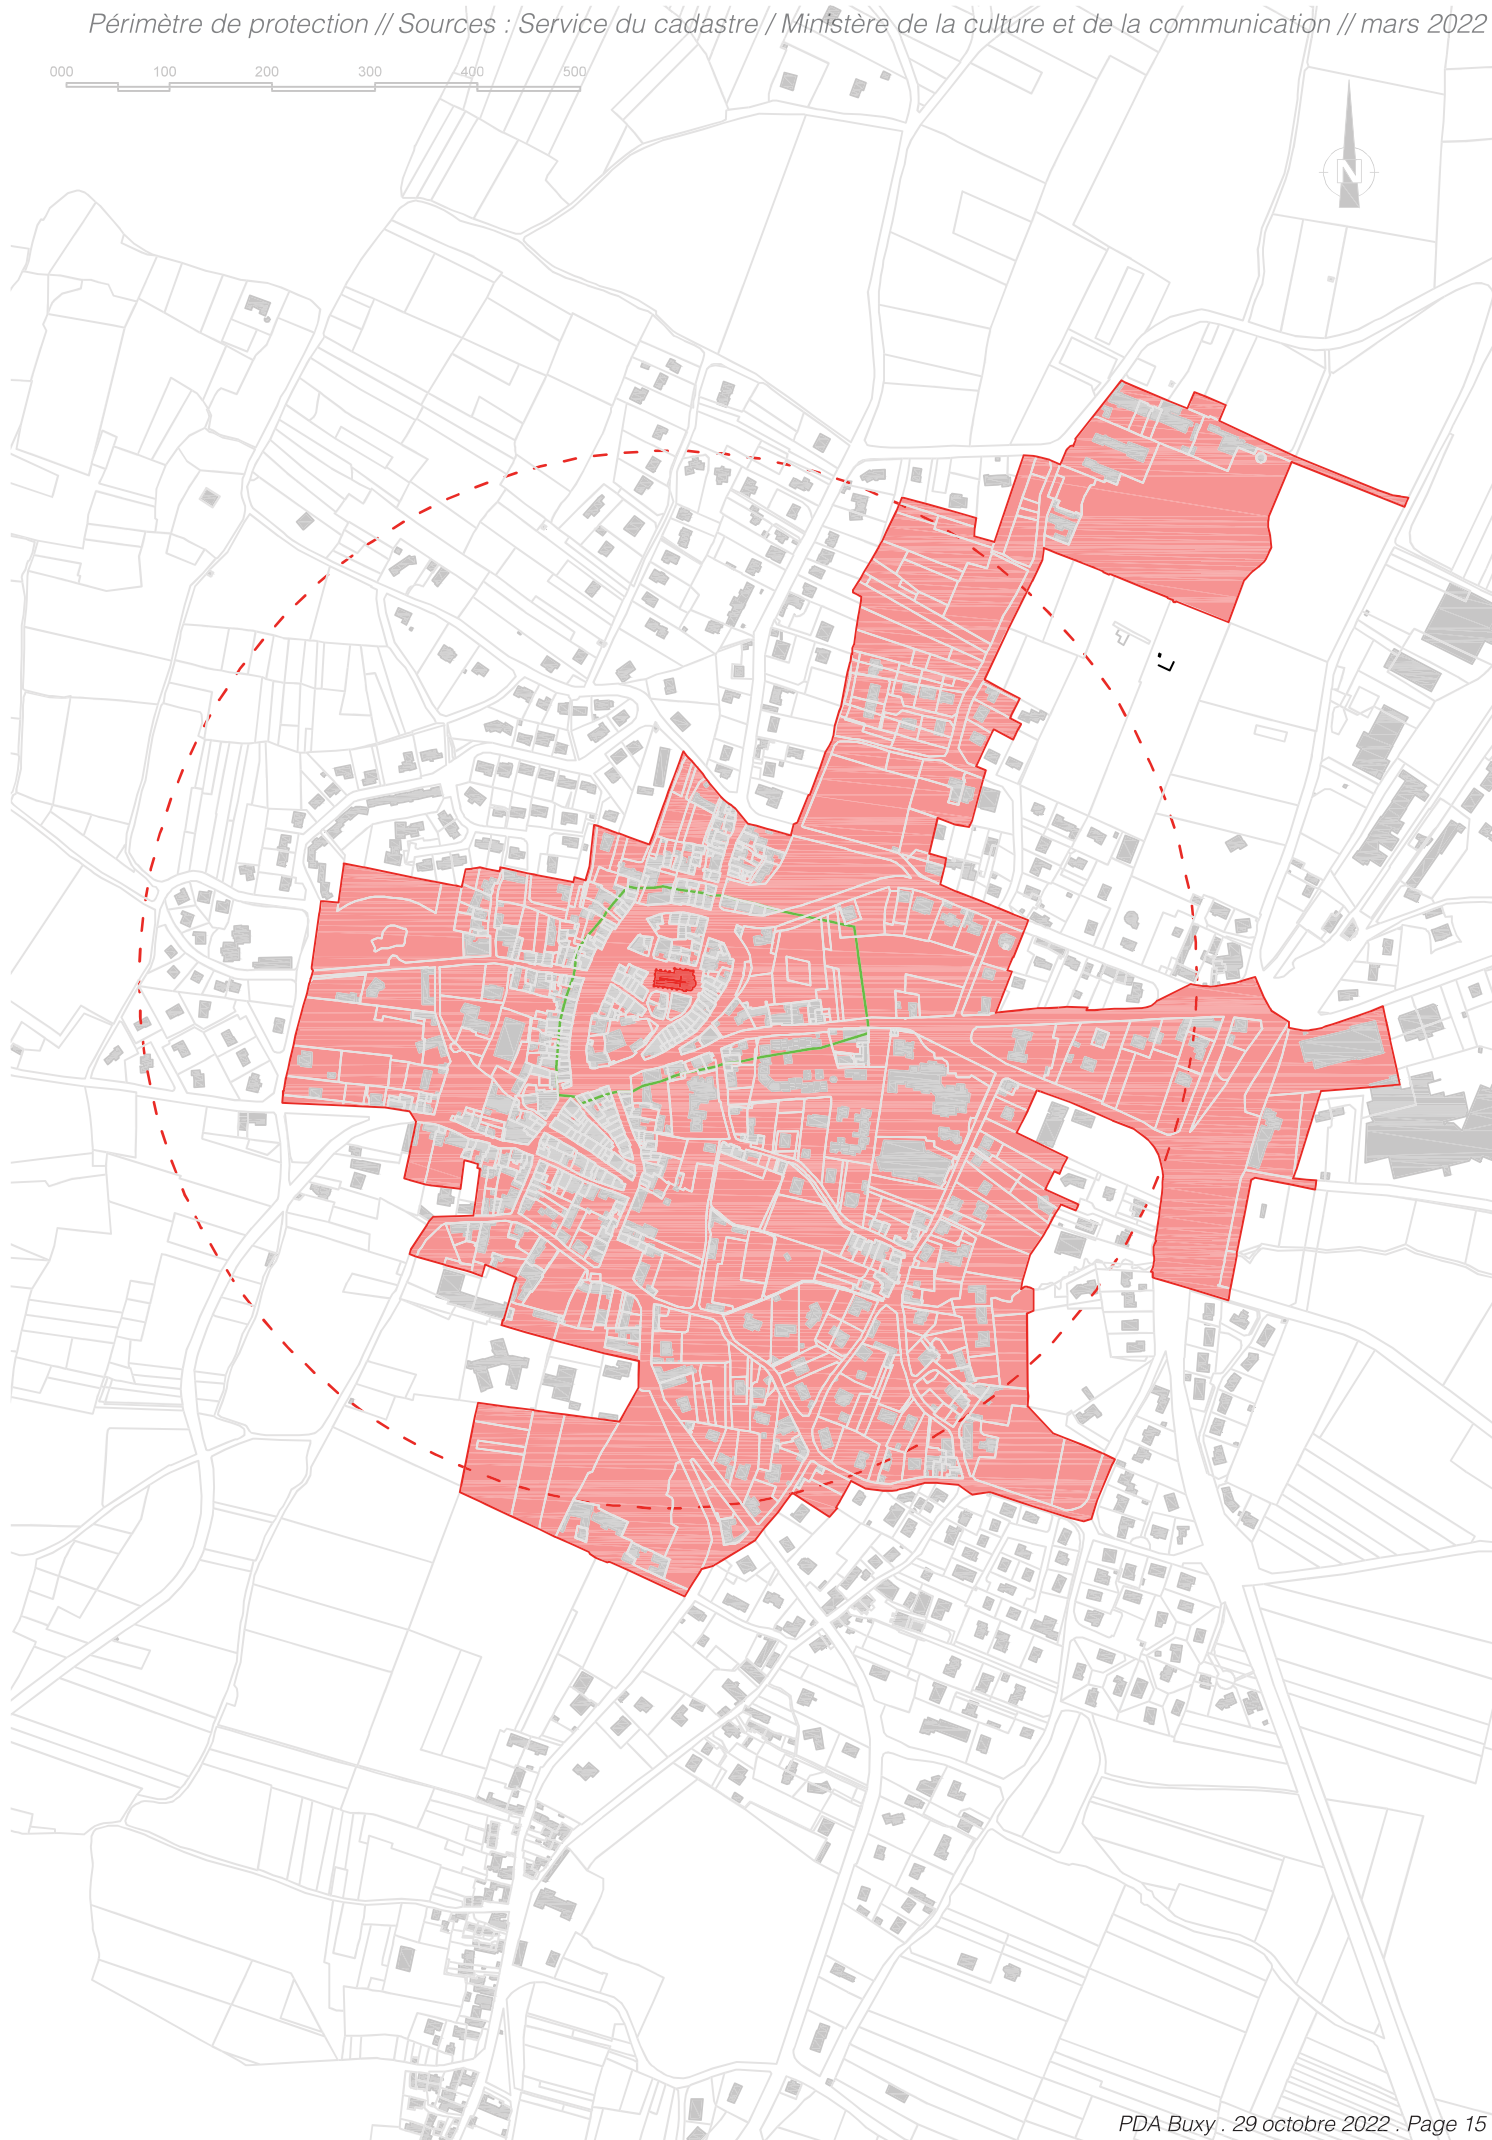 Périmètre de protection // Sources : Service du cadastre / Ministère de la culture et de la communication // mars 2022
000 100 200 300 400 500
N
PDA Buxy . 29 octobre 2022 . Page 15